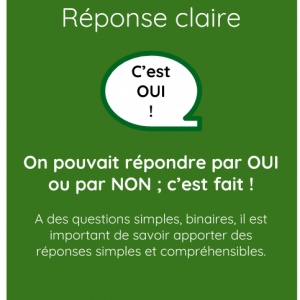 Réponse claire
C’est
OUI
!
On pouvait répondre par OUI
ou par NON ; c’est fait !
A des questions simples, binaires, il est
important de savoir apporter des
réponses simples et compréhensibles.